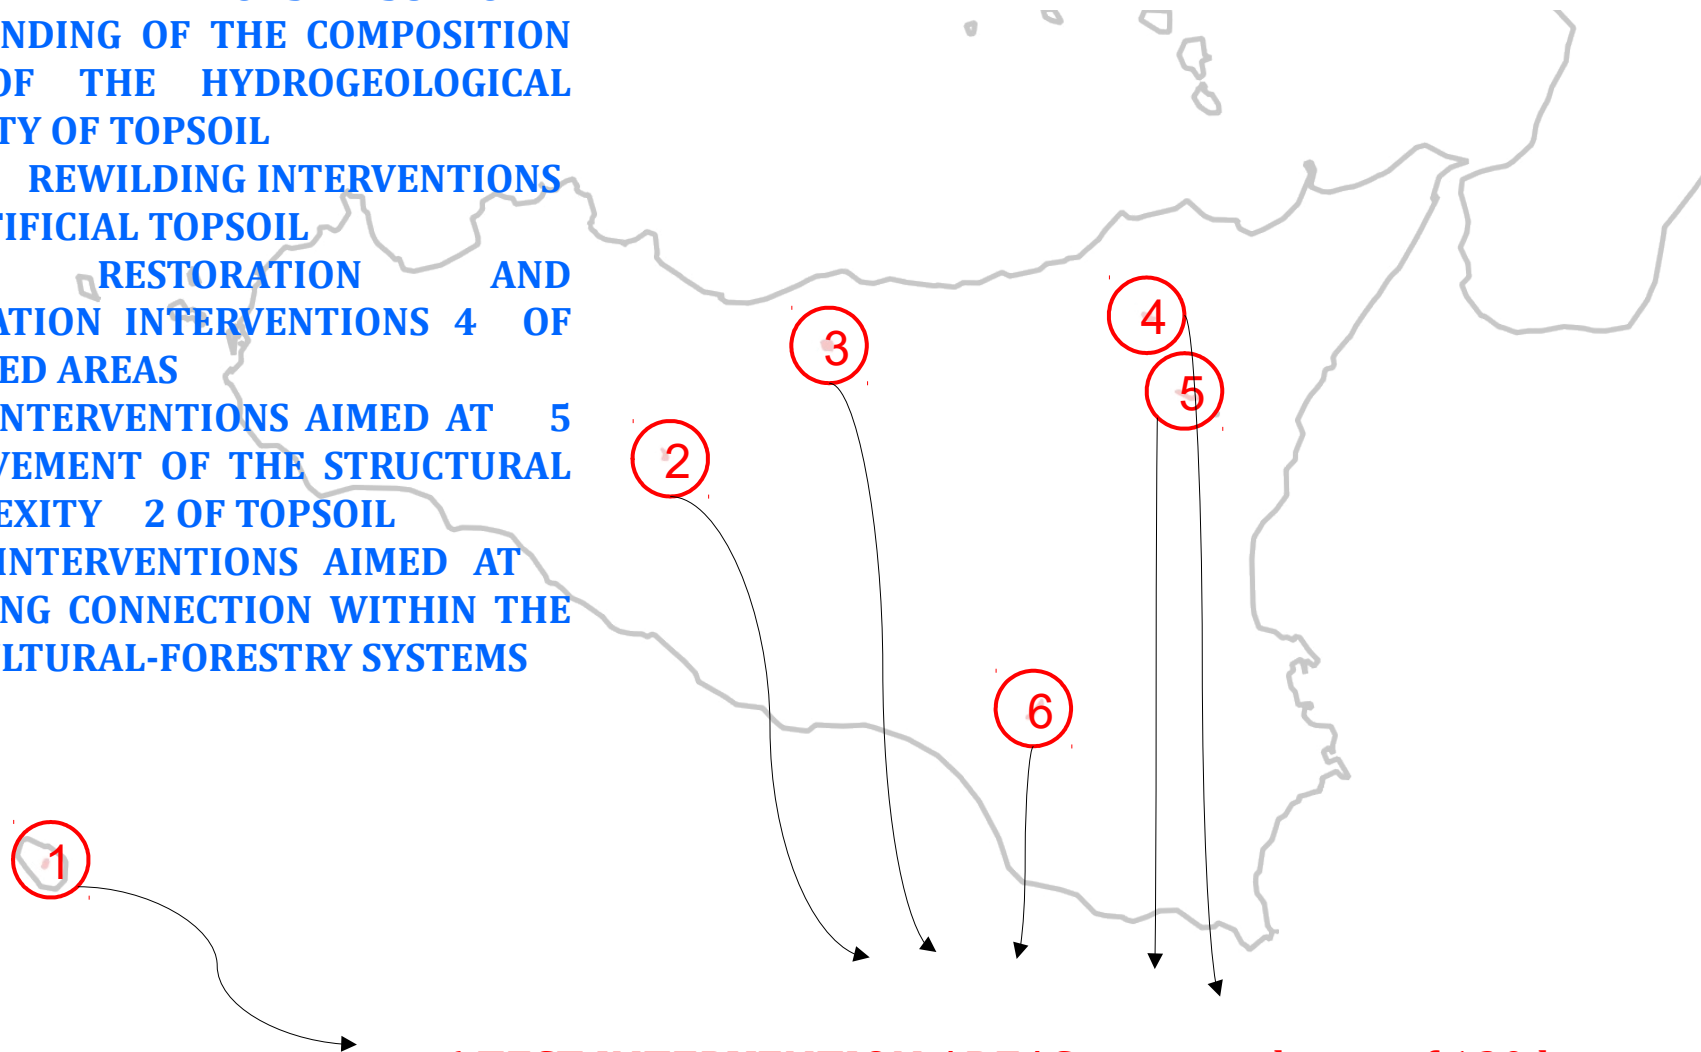 NDING OF THE COMPOSITION
OF THE HYDROGEOLOGICAL
TY OF TOPSOIL
REWILDING INTERVENTIONS
TIFICIAL TOPSOIL
RESTORATION AND
ATION INTERVENTIONS 4 OF
ED AREAS
NTERVENTIONS AIMED AT 5
VEMENT OF THE STRUCTURAL
EXITY 2 OF TOPSOIL
INTERVENTIONS AIMED AT
NG CONNECTION WITHIN THE
LTURAL-FORESTRY SYSTEMS
3
4
5
2
6
1